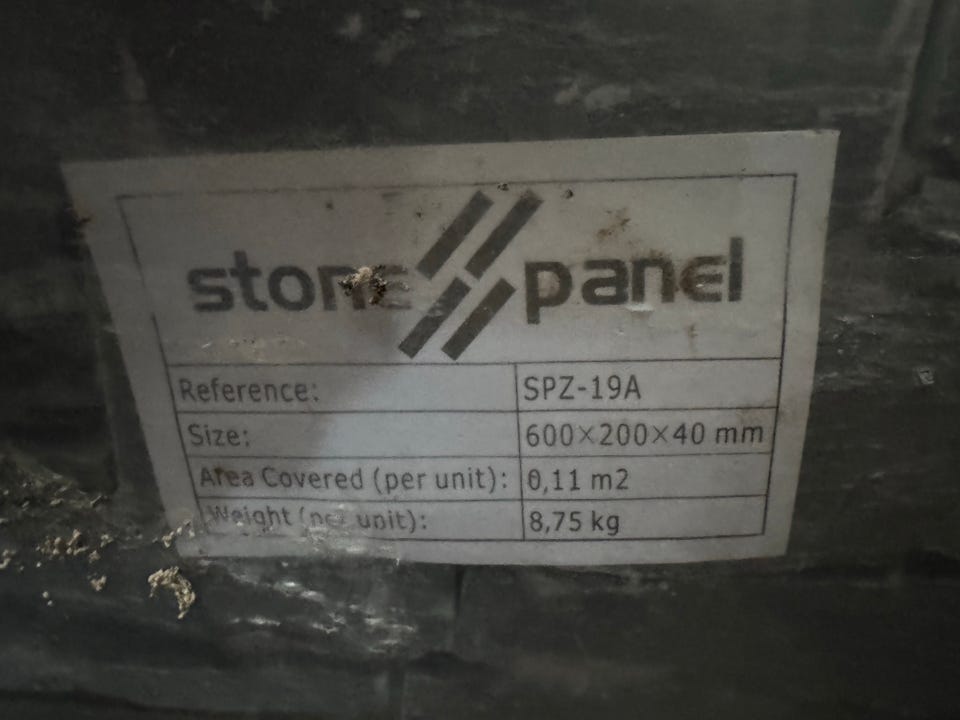 stone panel
Reference: SPZ-19A
Size: 600×200×40 mm
Area Covered (per unit): 0,11 m2
Weight (per unit): 8,75 kg